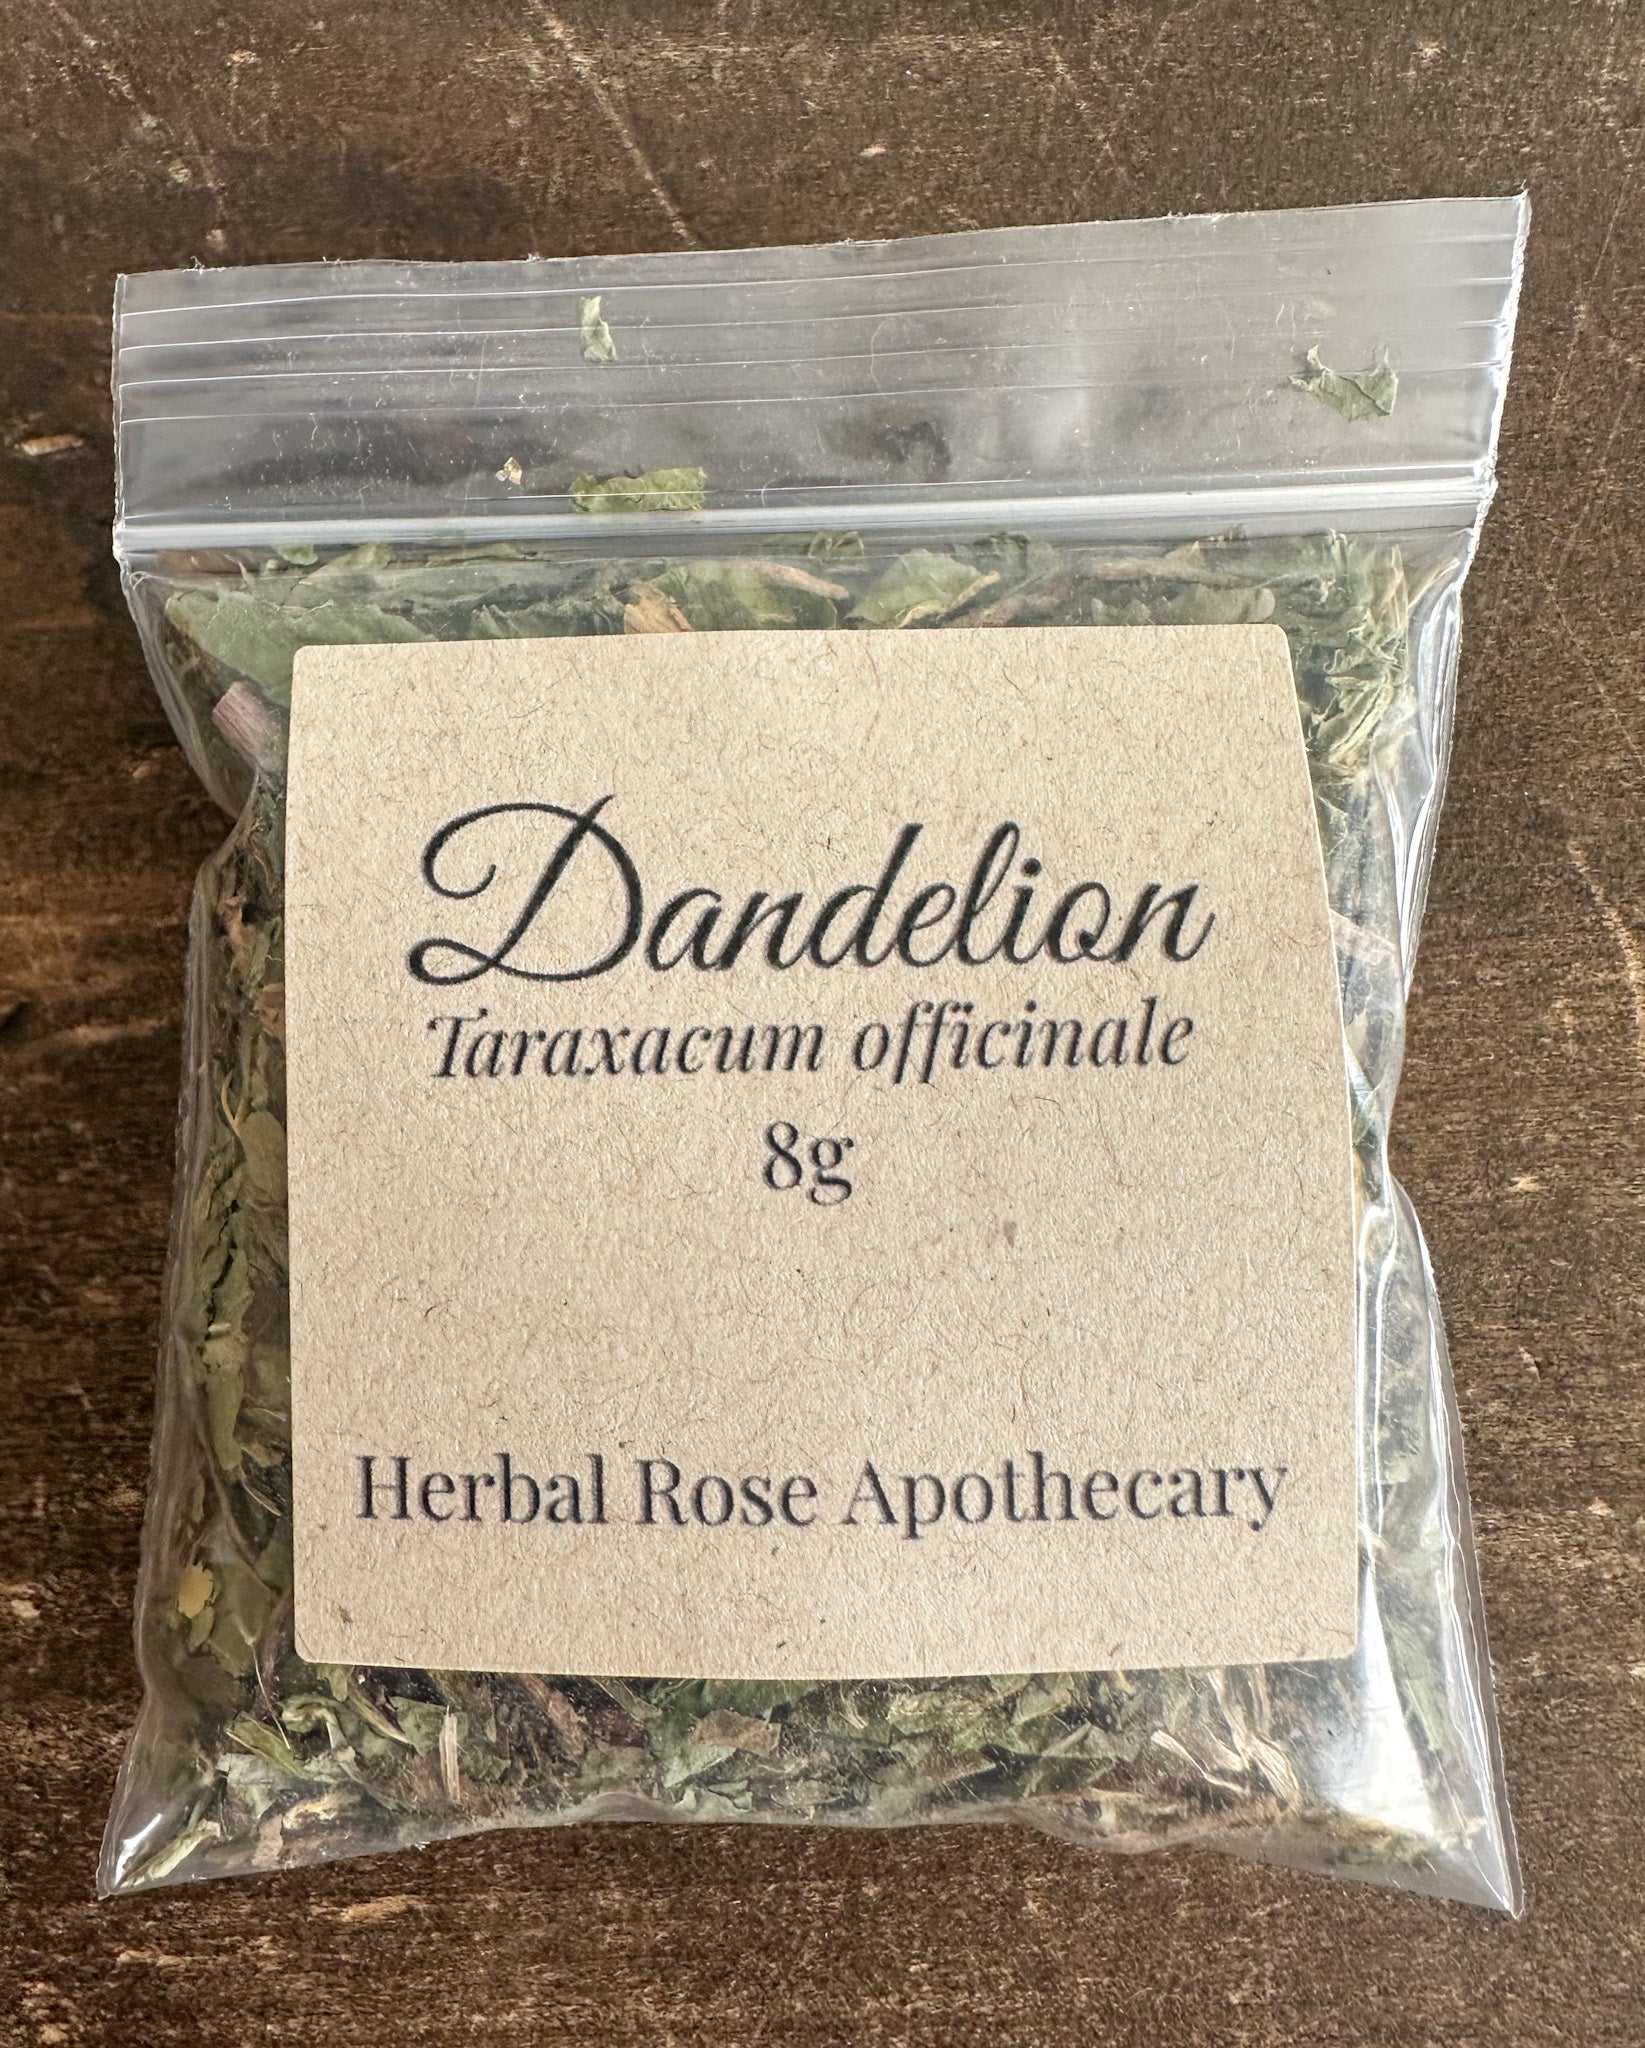 Dandelion
Taraxacum officinale
8g
Herbal Rose Apothecary